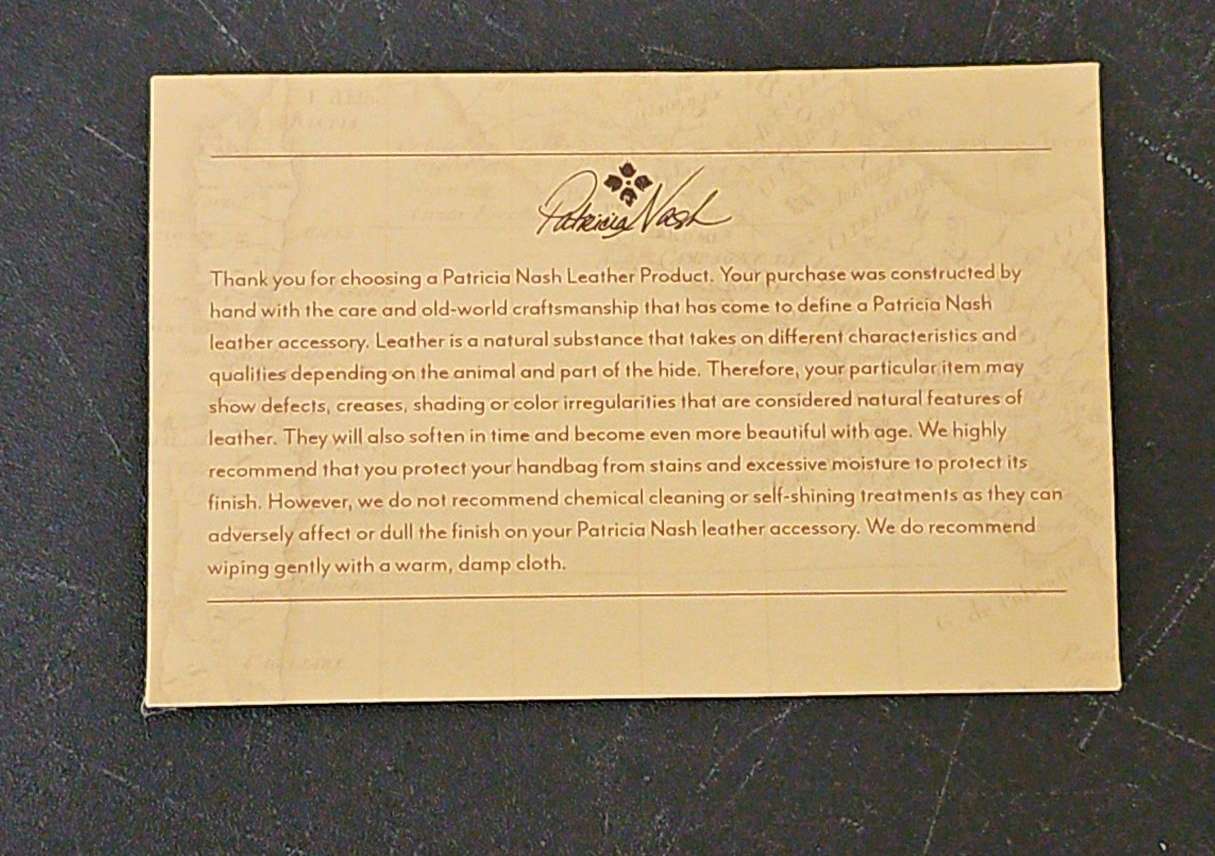 Patricia Nash
Thank you for choosing a Patricia Nash Leather Product. Your purchase was constructed by
hand with the care and old-world craftsmanship that has come to define a Patricia Nash
leather accessory. Leather is a natural substance that takes on different characteristics and
qualities depending on the animal and part of the hide. Therefore, your particular item may
show defects, creases, shading or color irregularities that are considered natural features of
leather. They will also soften in time and become even more beautiful with age. We highly
recommend that you protect your handbag from stains and excessive moisture to protect its
finish. However, we do not recommend chemical cleaning or self-shining treatments as they can
adversely affect or dull the finish on your Patricia Nash leather accessory. We do recommend
wiping gently with a warm, damp cloth.